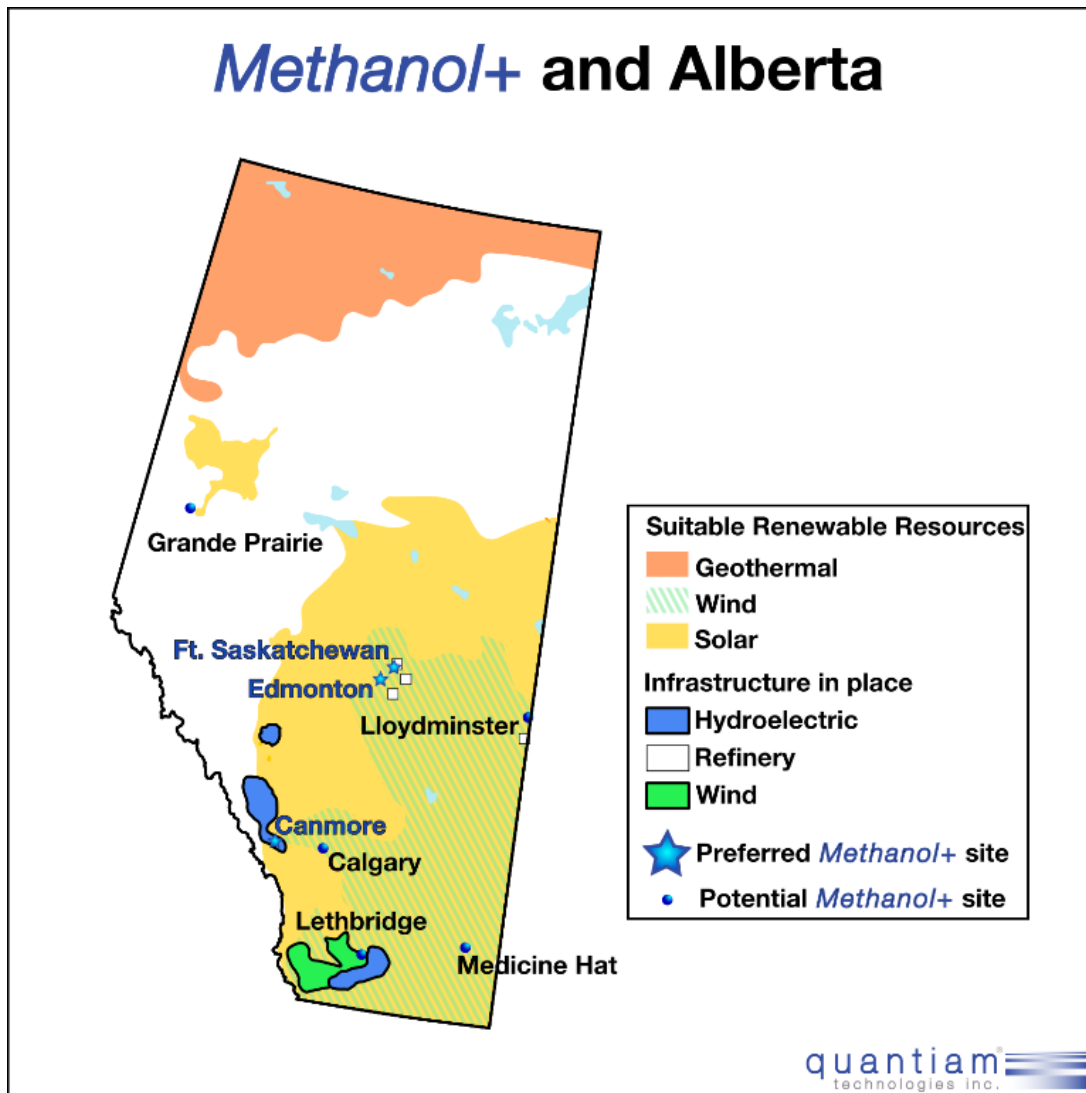 Methanol+ and Alberta
Grande Prairie
Ft. Saskatchewan
Edmonton
Lloydminster
Canmore
Calgary
Lethbridge
Medicine Hat
Suitable Renewable Resources
Geothermal
Wind
Solar
Infrastructure in place
Hydroelectric
Refinery
Wind
Preferred Methanol+ site
Potential Methanol+ site
quantiam®
technologies inc.